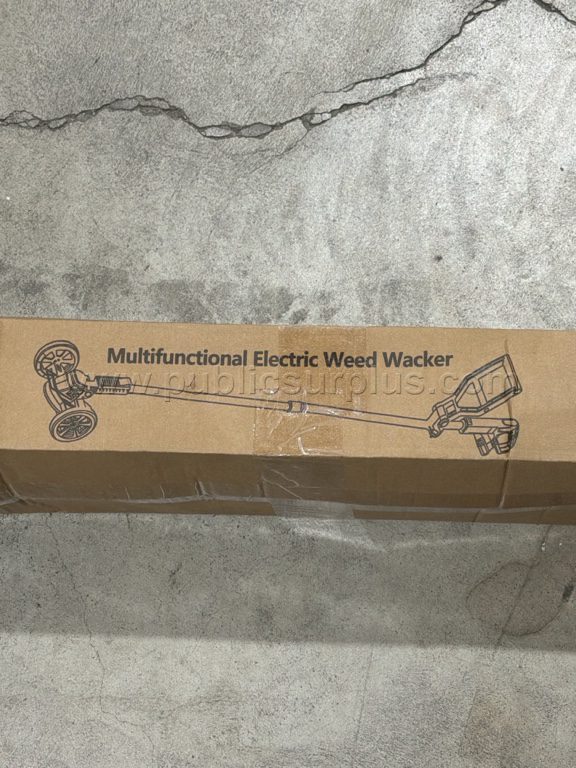 Multifunctional Electric Weed Wacker
www.publicsurplus.com